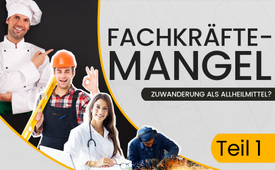 FACHKRÄFTE-
MANGEL
ZUWANDERUNG ALS ALLHEILMITTEL?
Teil 1